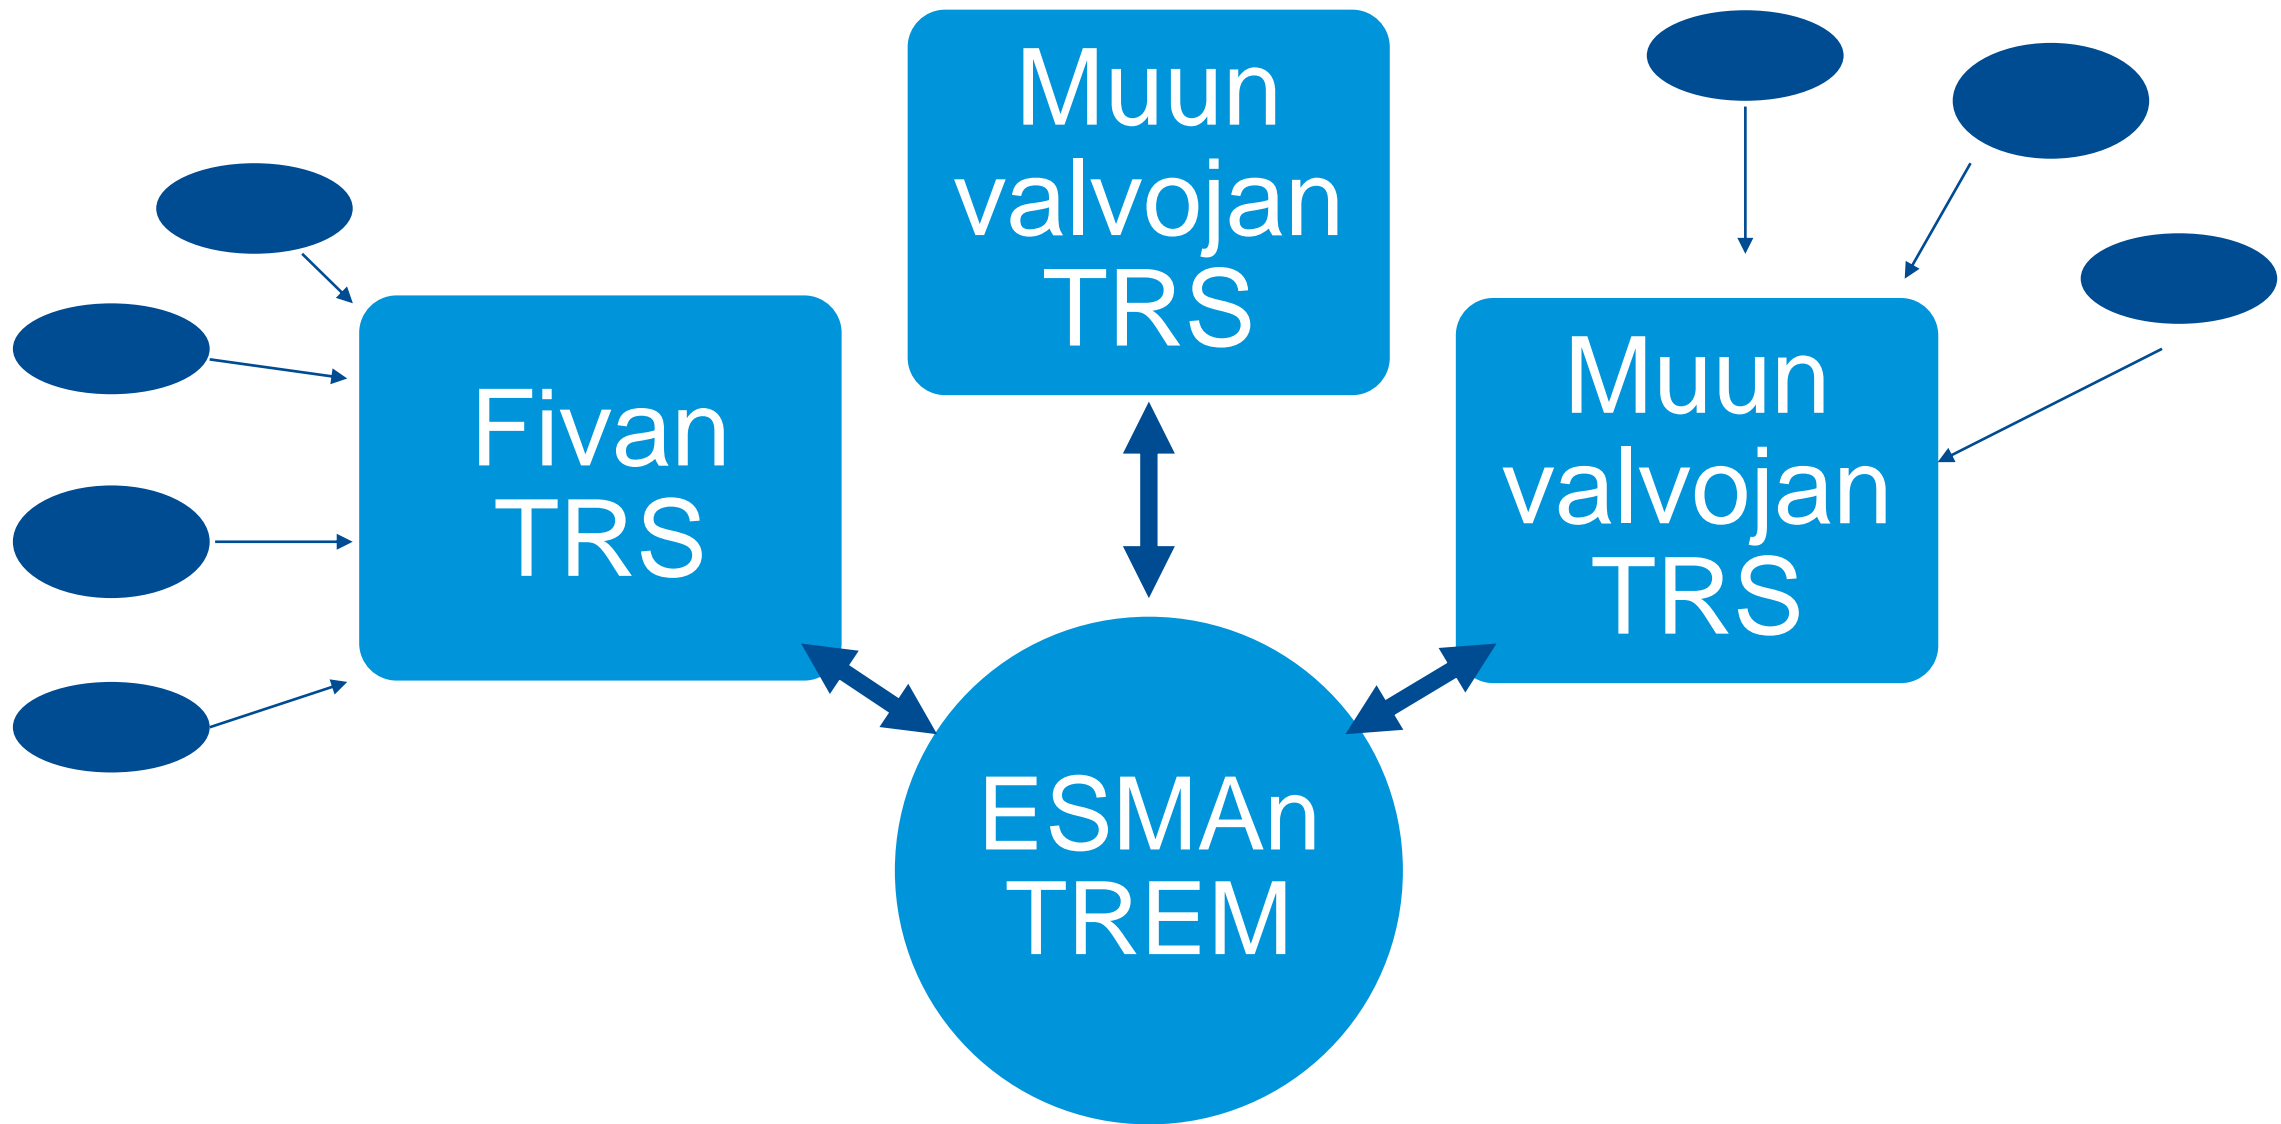 Muun
valvojan
TRS
Fivan
TRS
Muun
valvojan
TRS
ESMAn
TREM